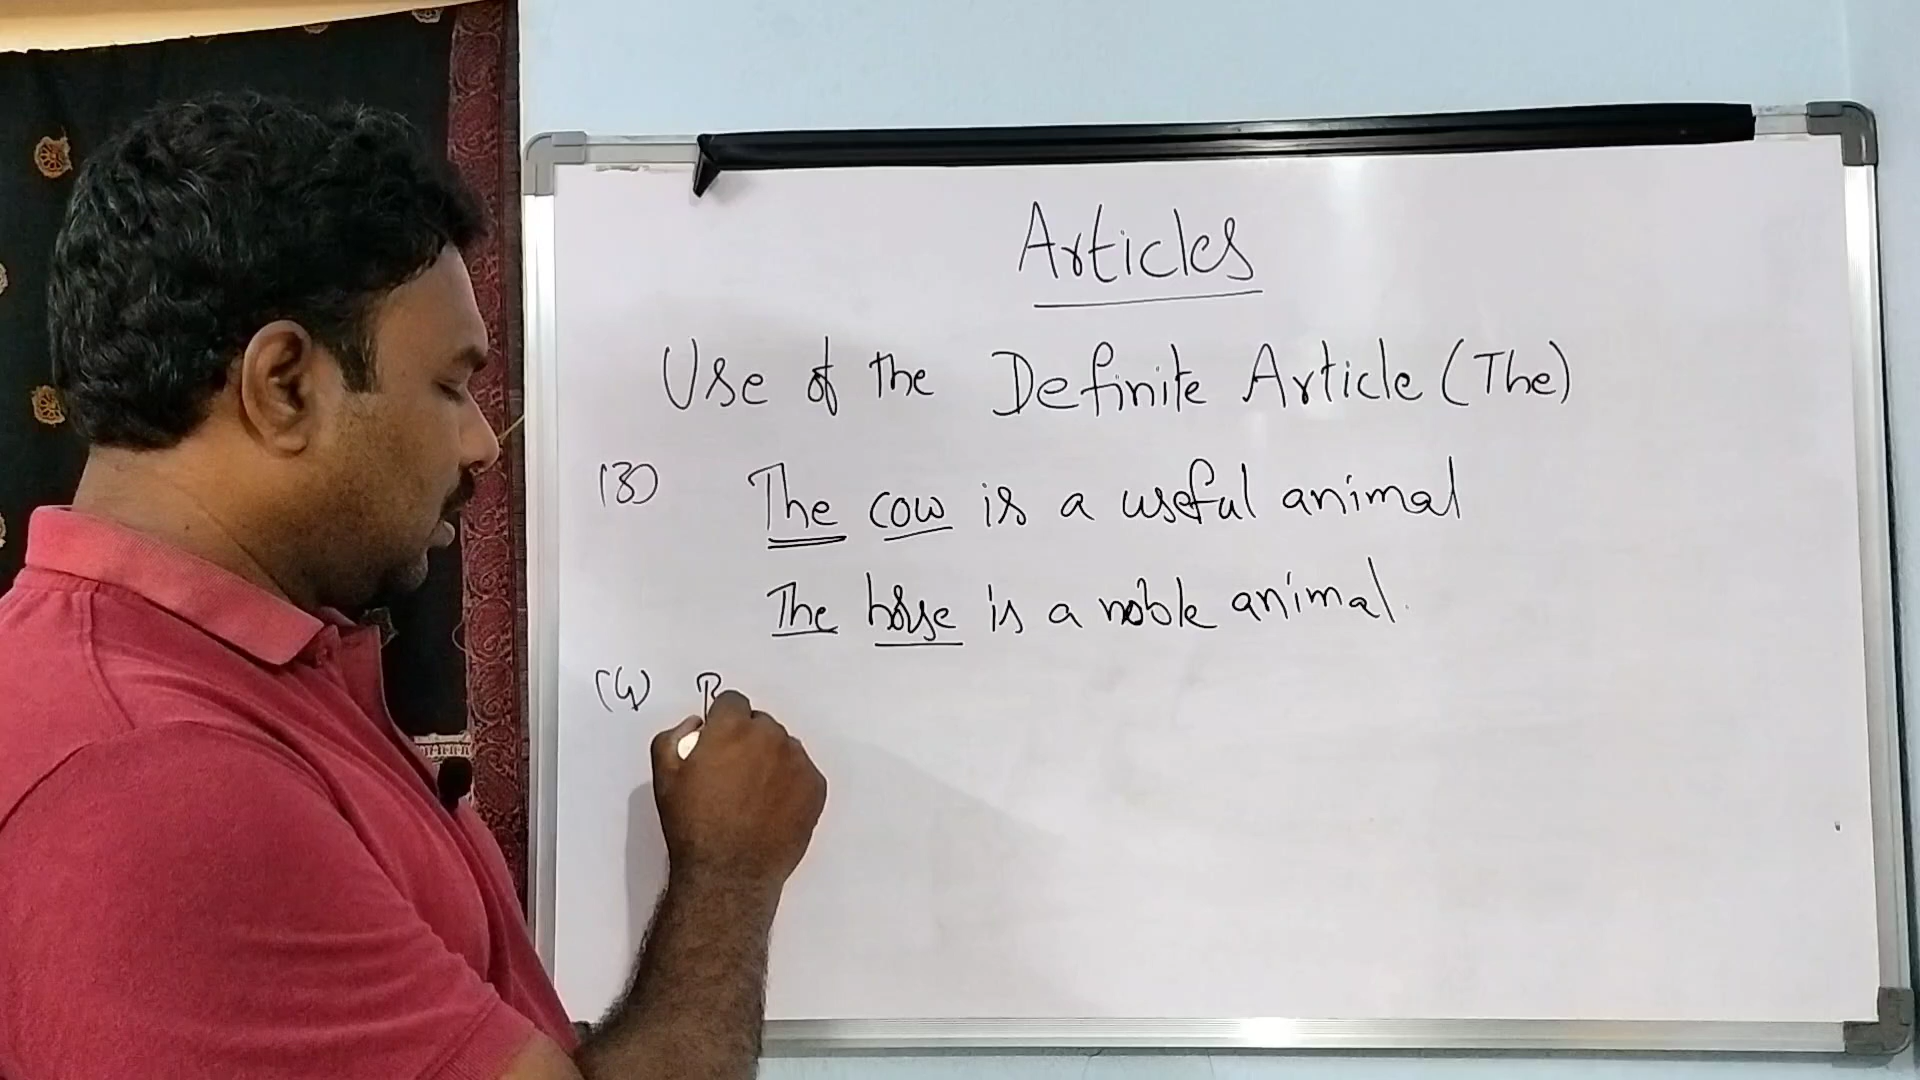 Articles
Use of the Definite Article (The)
(3) The cow is a useful animal
The horse is a noble animal.
(4)